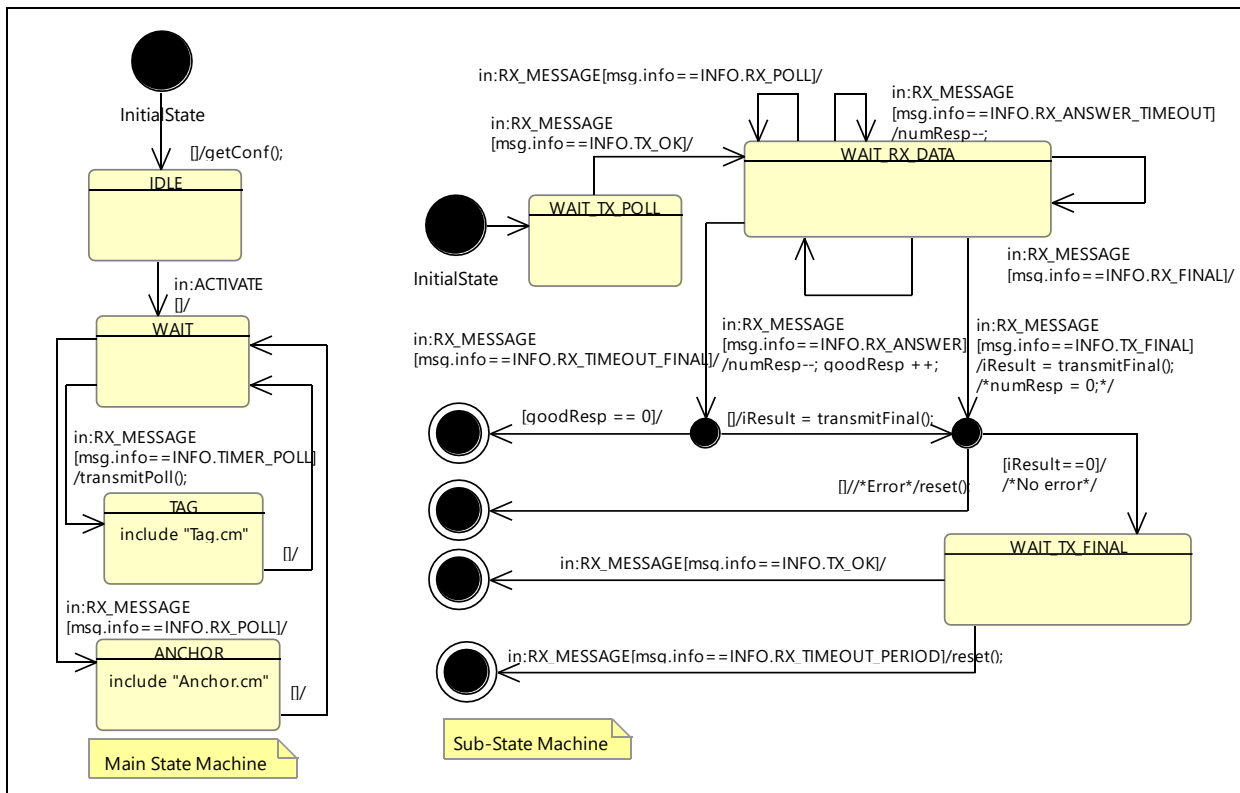 InitialState
[]/getConf();
IDLE
in:ACTIVATE
[]/
WAIT
in:RX_MESSAGE
[msg.info==INFO.TIMER_POLL]
/transmitPoll();
TAG
include "Tag.cm"
[]/
in:RX_MESSAGE
[msg.info==INFO.RX_POLL]/
ANCHOR
include "Anchor.cm"
[]/
Main State Machine
in:RX_MESSAGE[msg.info==INFO.RX_POLL]/
in:RX_MESSAGE
[msg.info==INFO.RX_ANSWER_TIMEOUT]
/numResp--;
in:RX_MESSAGE
[msg.info==INFO.TX_OK]/
WAIT_RX_DATA
WAIT_TX_POLL
InitialState
in:RX_MESSAGE
[msg.info==INFO.RX_FINAL]/
in:RX_MESSAGE
[msg.info==INFO.RX_TIMEOUT_FINAL]/
in:RX_MESSAGE
[msg.info==INFO.RX_ANSWER]
/numResp--; goodResp ++;
in:RX_MESSAGE
[msg.info==INFO.TX_FINAL]
/iResult = transmitFinal();
/*numResp = 0;*/
[goodResp == 0]/
[]/iResult = transmitFinal();
[iResult==0]/
/*No error*/
[]//*Error*/reset();
WAIT_TX_FINAL
in:RX_MESSAGE[msg.info==INFO.TX_OK]/
in:RX_MESSAGE[msg.info==INFO.RX_TIMEOUT_PERIOD]/reset();
Sub-State Machine